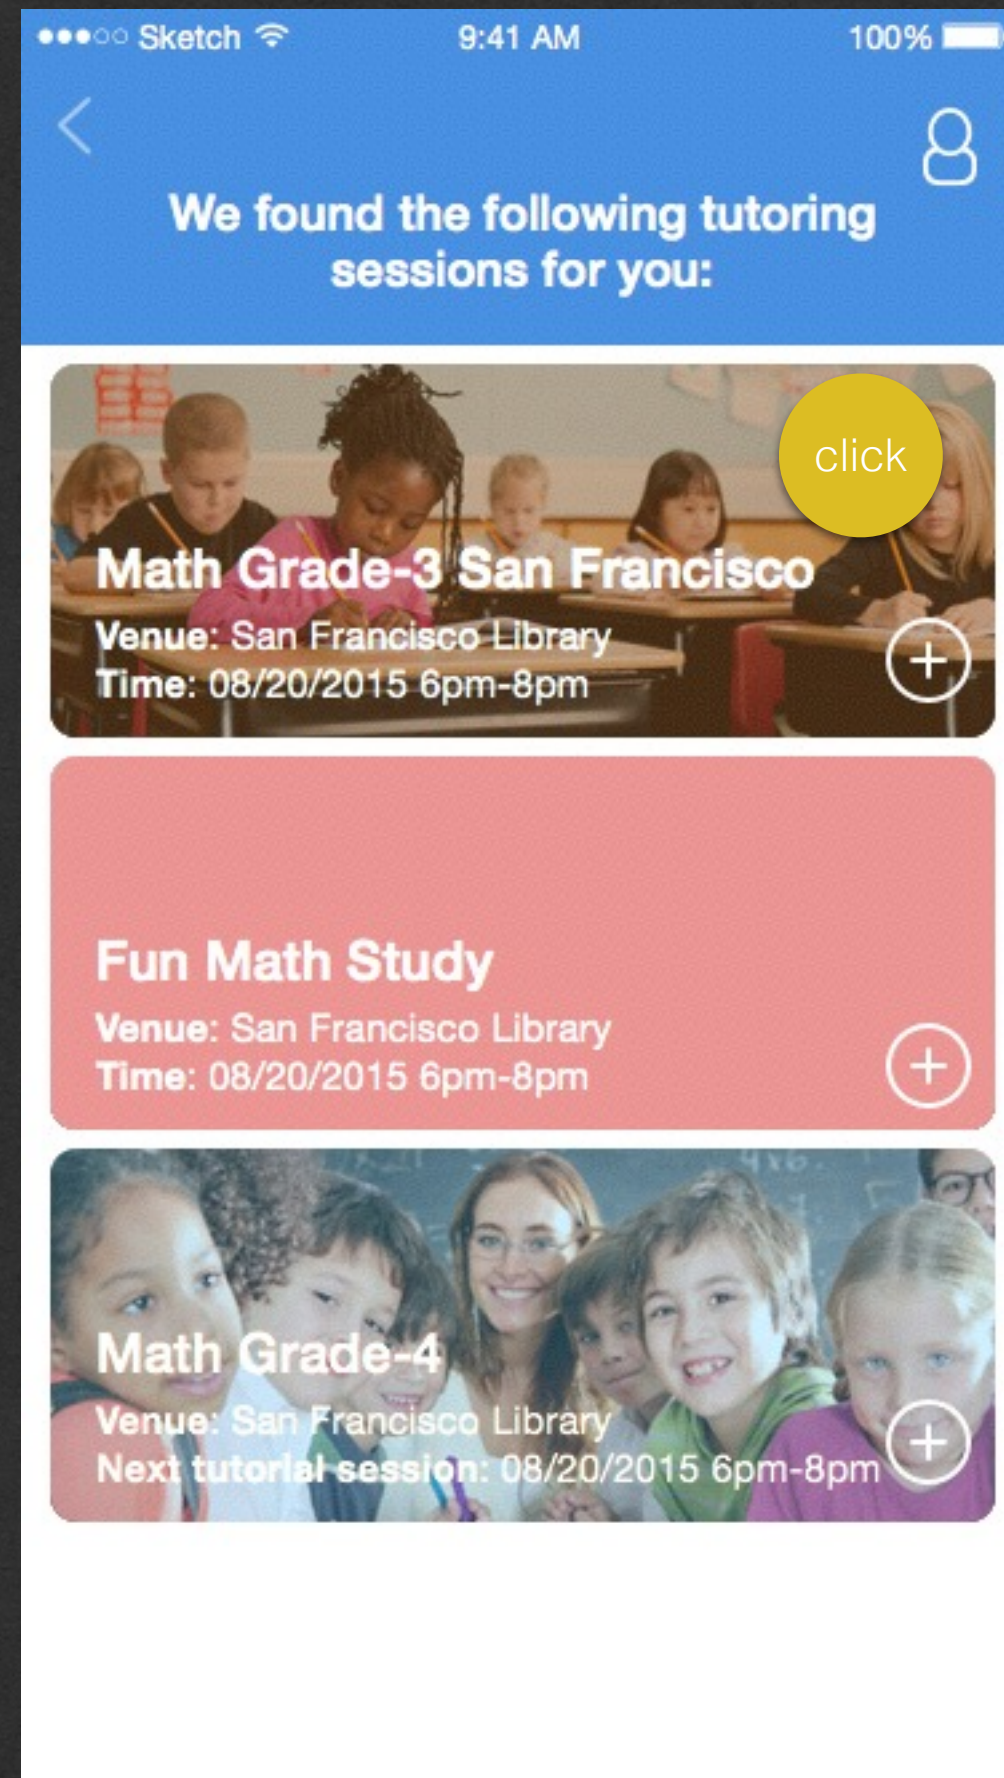 Sketch 9:41 AM 100%
We found the following tutoring
sessions for you:
click
Math Grade-3 San Francisco
Venue: San Francisco Library
Time: 08/20/2015 6pm-8pm
Fun Math Study
Venue: San Francisco Library
Time: 08/20/2015 6pm-8pm
4x6.
Math Grade-4
Venue: San Francisco Library
Next tutorial session: 08/20/2015 6pm-8pm